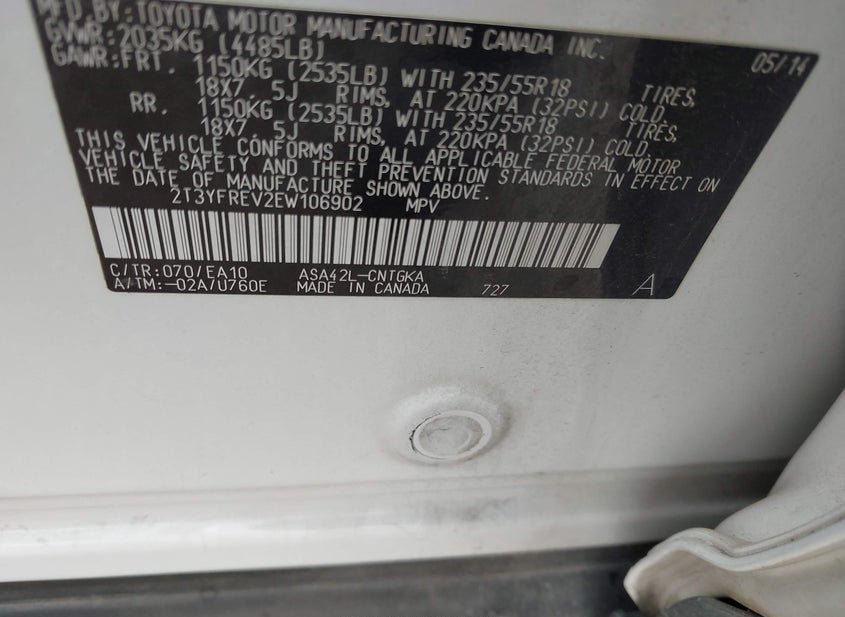 MFD BY:TOYOTA MOTOR MANUFACTURING CANADA INC. 05/14
GVWR:2035KG (4485LB)
GAWR:FRT. 1150KG (2535LB) WITH 235/55R18 TIRES,
18X7.5J RIMS, AT 220KPA (32PSI) COLD.
RR. 1150KG (2535LB) WITH 235/55R18 TIRES,
18X7.5J RIMS, AT 220KPA (32PSI) COLD.
THIS VEHICLE CONFORMS TO ALL APPLICABLE FEDERAL MOTOR
VEHICLE SAFETY AND THEFT PREVENTION STANDARDS IN EFFECT ON
THE DATE OF MANUFACTURE SHOWN ABOVE.
2T3YFREV2EW106902 MPV
C/TR:070/EA10 ASA42L-CNTGKA
A/TM:-02A/U760E MADE IN CANADA 727 A